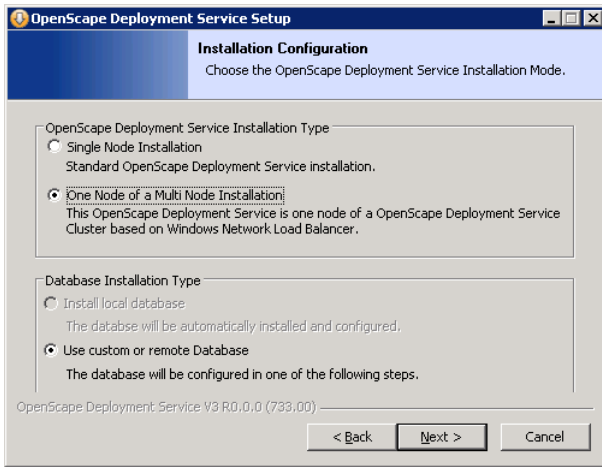 OpenScape Deployment Service Setup
Installation Configuration
Choose the OpenScape Deployment Service Installation Mode.
OpenScape Deployment Service Installation Type
Single Node Installation
Standard OpenScape Deployment Service installation.
One Node of a Multi Node Installation
This OpenScape Deployment Service is one node of a OpenScape Deployment Service
Cluster based on Windows Network Load Balancer.
Database Installation Type
Install local database
The databse will be automatically installed and configured.
Use custom or remote Database
The database will be configured in one of the following steps.
OpenScape Deployment Service V3 R0.0.0 (733.00)
< Back Next > Cancel